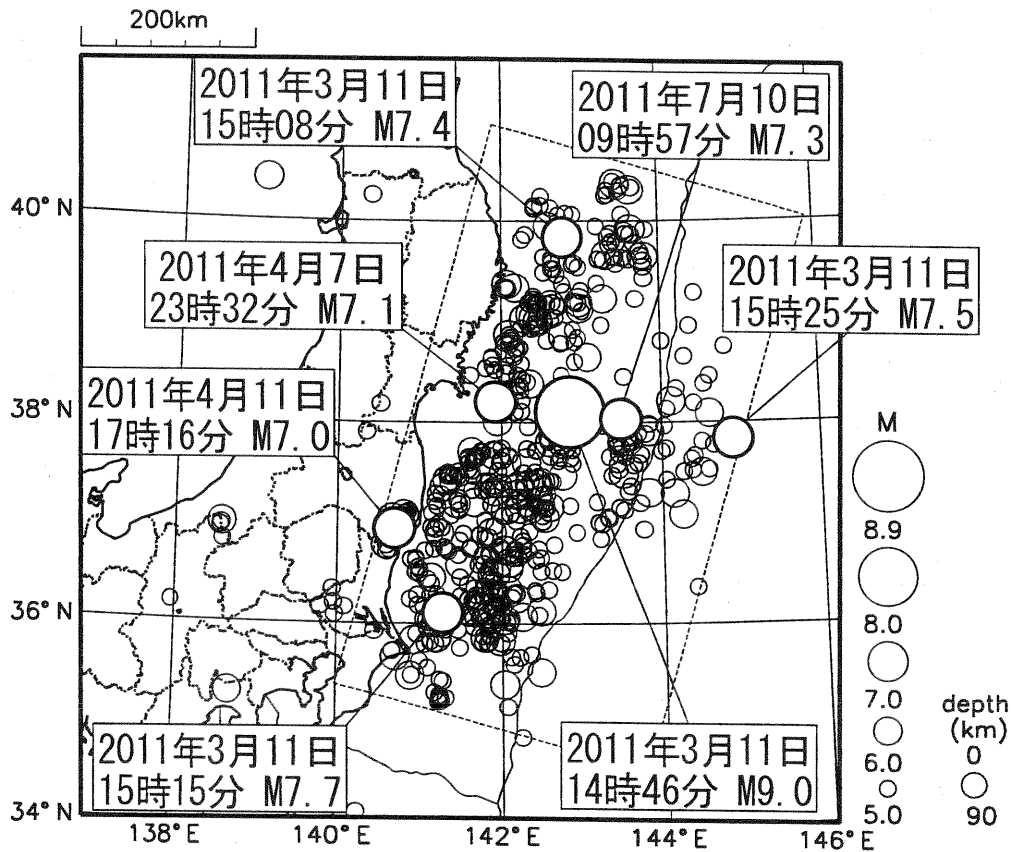 200km
2011年3月11日
15時08分 M7.4
2011年7月10日
09時57分 M7.3
40°N
2011年4月7日
23時32分 M7.1
2011年3月11日
15時25分 M7.5
38°N
2011年4月11日
17時16分 M7.0
M
8.9
8.0
7.0
6.0
5.0
depth
(km)
0
90
36°N
2011年3月11日
15時15分 M7.7
2011年3月11日
14時46分 M9.0
34°N
138°E
140°E
142°E
144°E
146°E